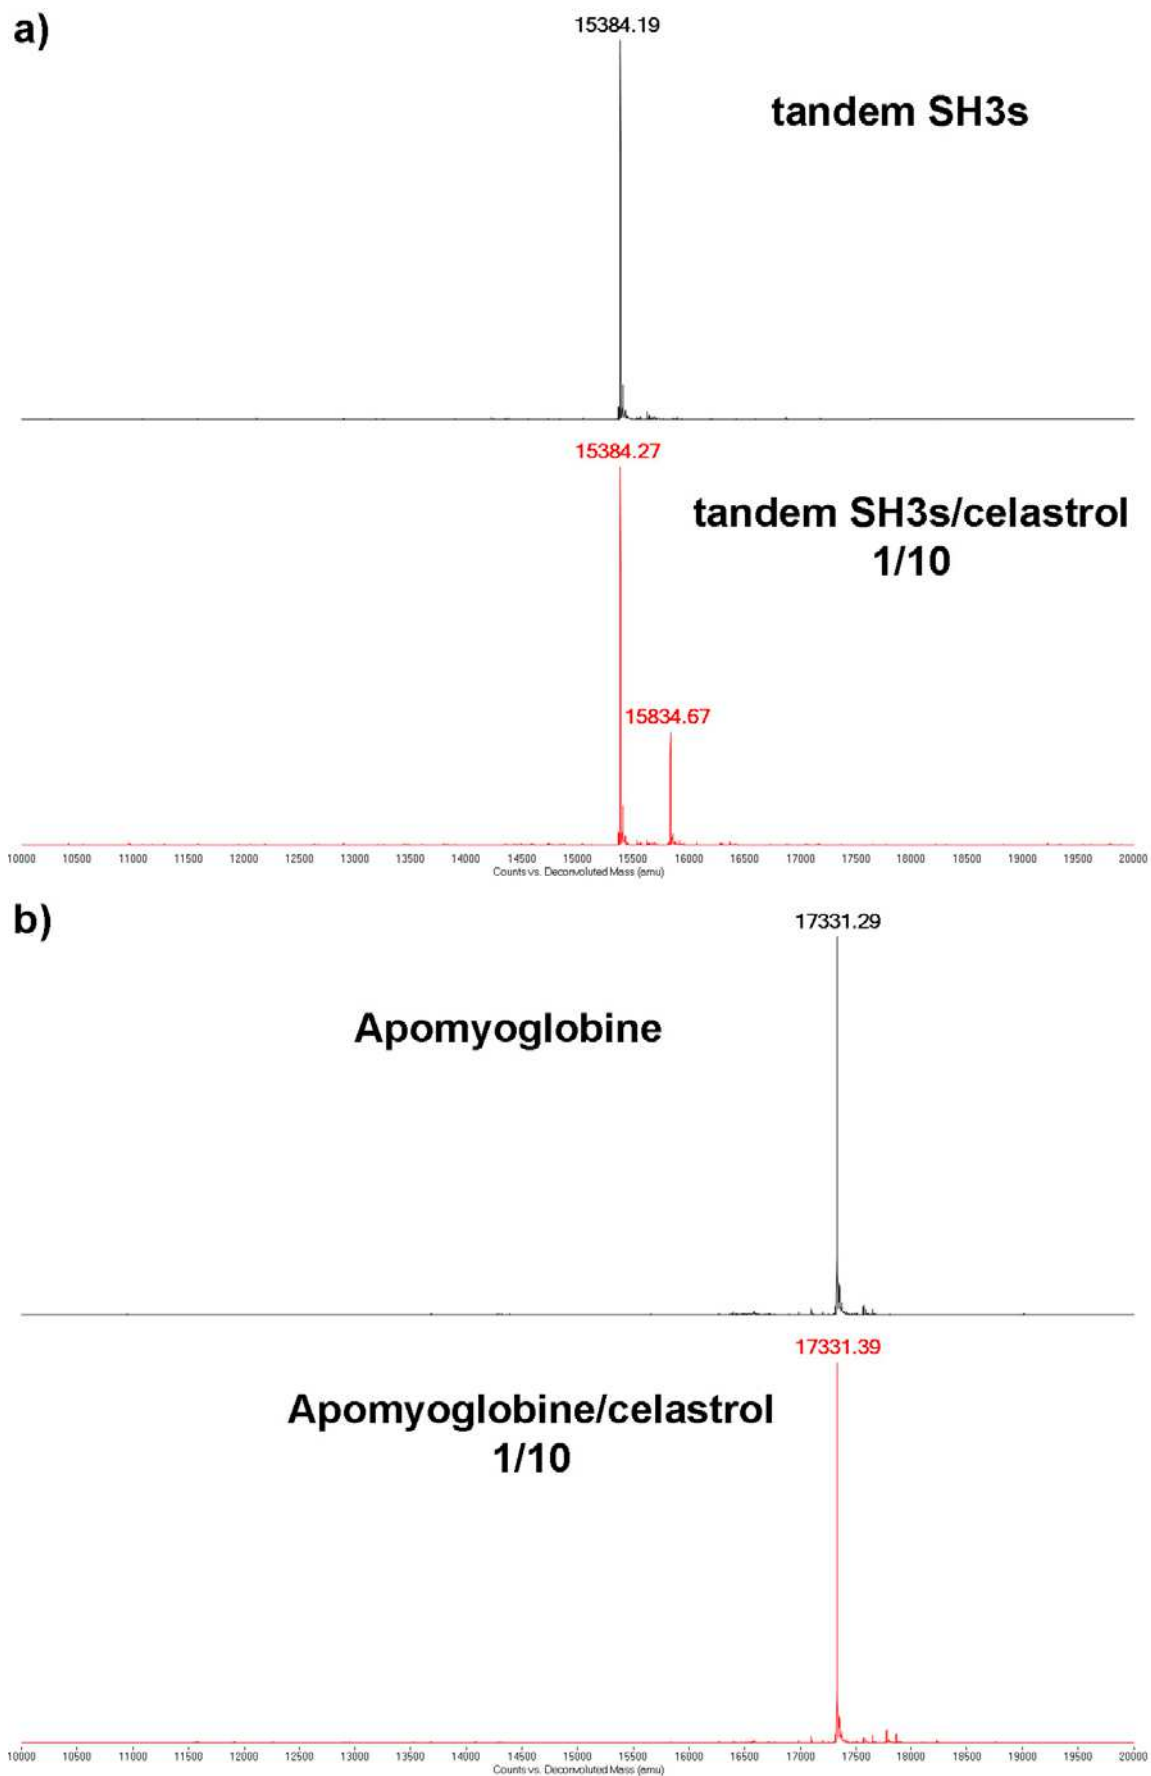 a)
15384.19
tandem SH3s
15384.27
tandem SH3s/celastrol
1/10
15834.67
10000 10500 11000 11500 12000 12500 13000 13500 14000 14500 15000 15500 16000 16500 17000 17500 18000 18500 19000 19500 20000
Counts vs. Deconvoluted Mass (amu)
b)
17331.29
Apomyoglobine
17331.39
Apomyoglobine/celastrol
1/10
10000 10500 11000 11500 12000 12500 13000 13500 14000 14500 15000 15500 16000 16500 17000 17500 18000 18500 19000 19500 20000
Counts vs. Deconvoluted Mass (amu)